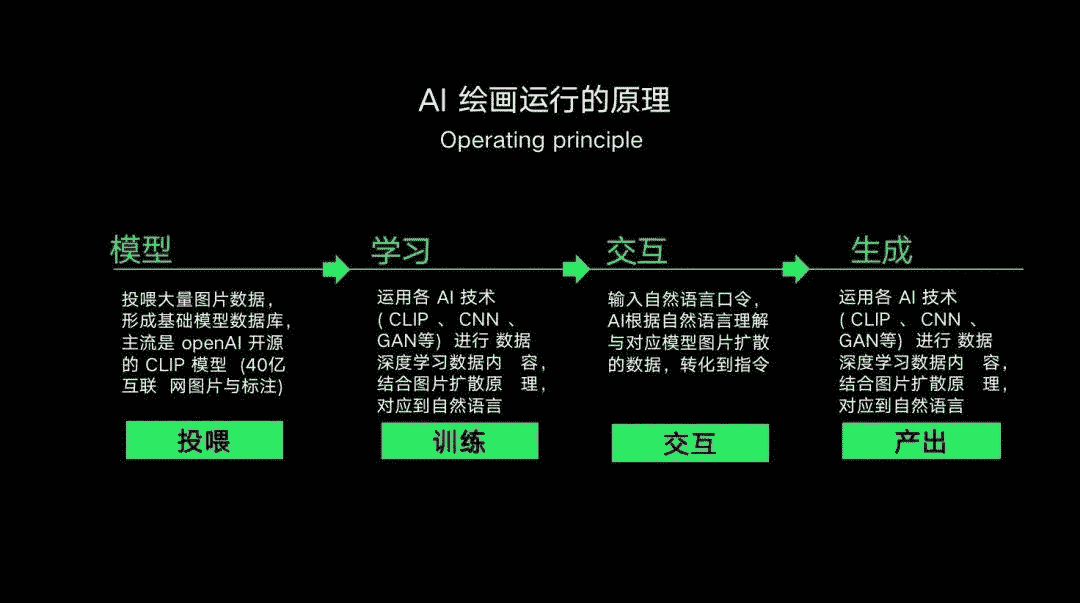 AI 绘画运行的原理
Operating principle
模型
学习
交互
生成
投喂大量图片数据,
形成基础模型数据库,
主流是 openAI 开源
的 CLIP 模型 (40亿
互联 网图片与标注)
运用各 AI 技术
( CLIP 、 CNN 、
GAN等) 进行 数据
深度学习数据内 容,
结合图片扩散原 理,
对应到自然语言
输入自然语言口令,
AI根据自然语言理解
与对应模型图片扩散
的数据，转化到指令
运用各 AI 技术
( CLIP 、 CNN 、
GAN等) 进行 数据
深度学习数据内 容,
结合图片扩散原 理,
对应到自然语言
投喂
训练
交互
产出